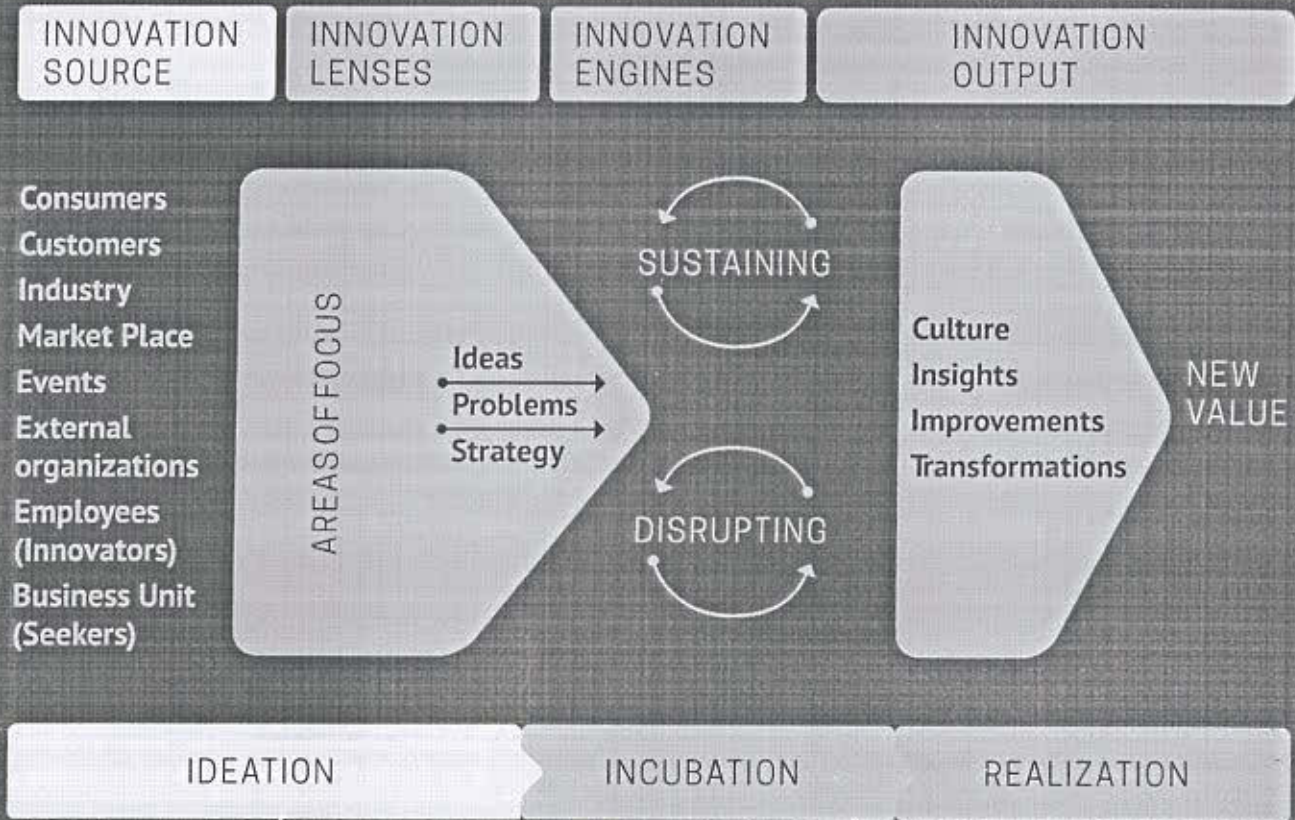 INNOVATION
SOURCE
INNOVATION
LENSES
INNOVATION
ENGINES
INNOVATION
OUTPUT
Consumers
Customers
Industry
Market Place
Events
External
organizations
Employees
(Innovators)
Business Unit
(Seekers)
AREAS OF FOCUS
Ideas
Problems
Strategy
SUSTAINING
DISRUPTING
Culture
Insights
Improvements
Transformations
NEW
VALUE
IDEATION
INCUBATION
REALIZATION